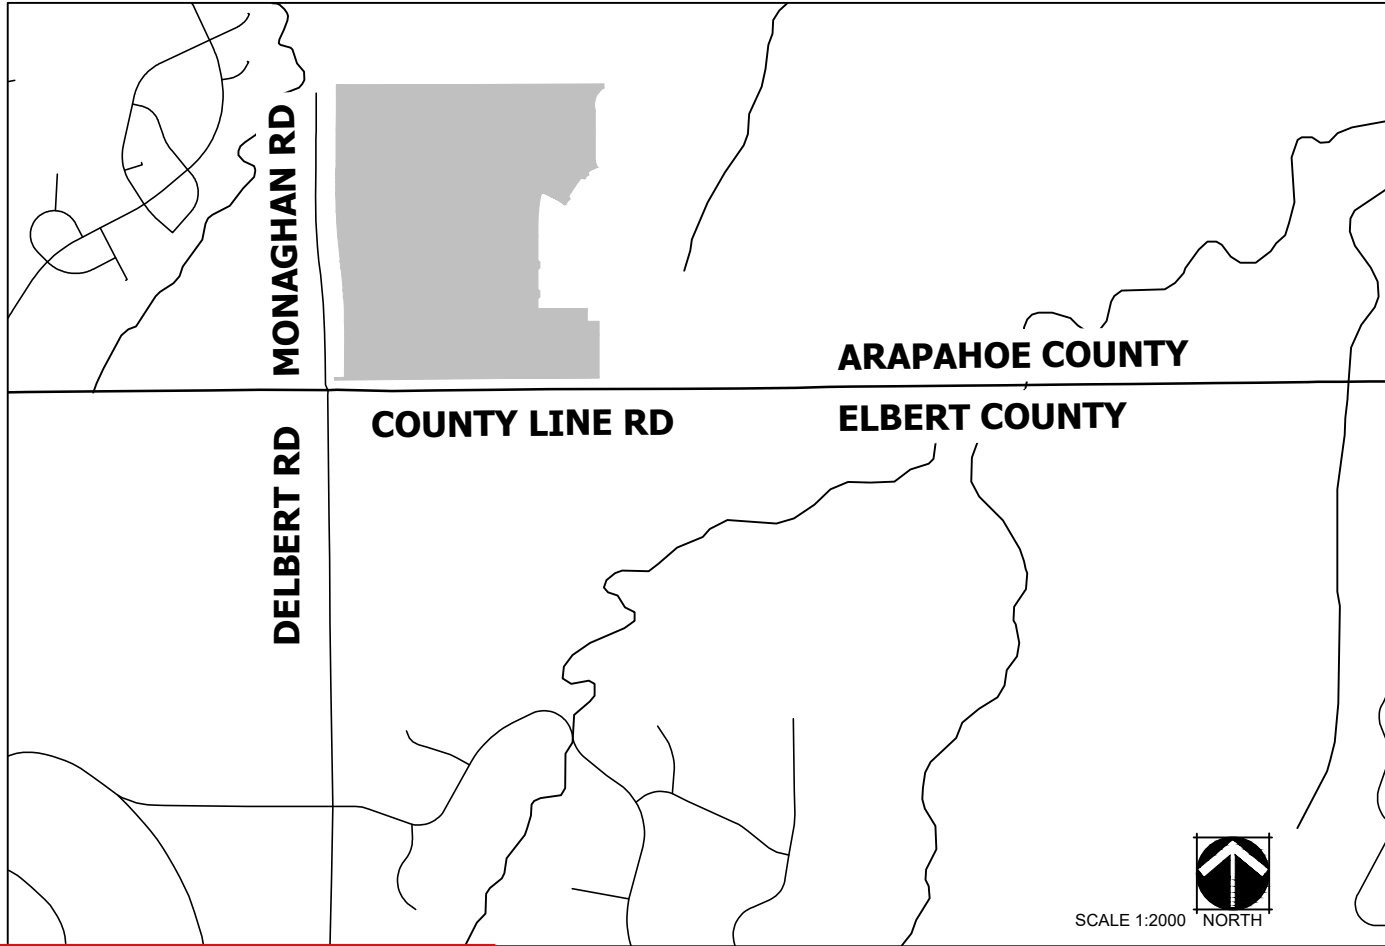 MONAGHAN RD
ARAPAHOE COUNTY
COUNTY LINE RD
ELBERT COUNTY
DELBERT RD
SCALE 1:2000
NORTH